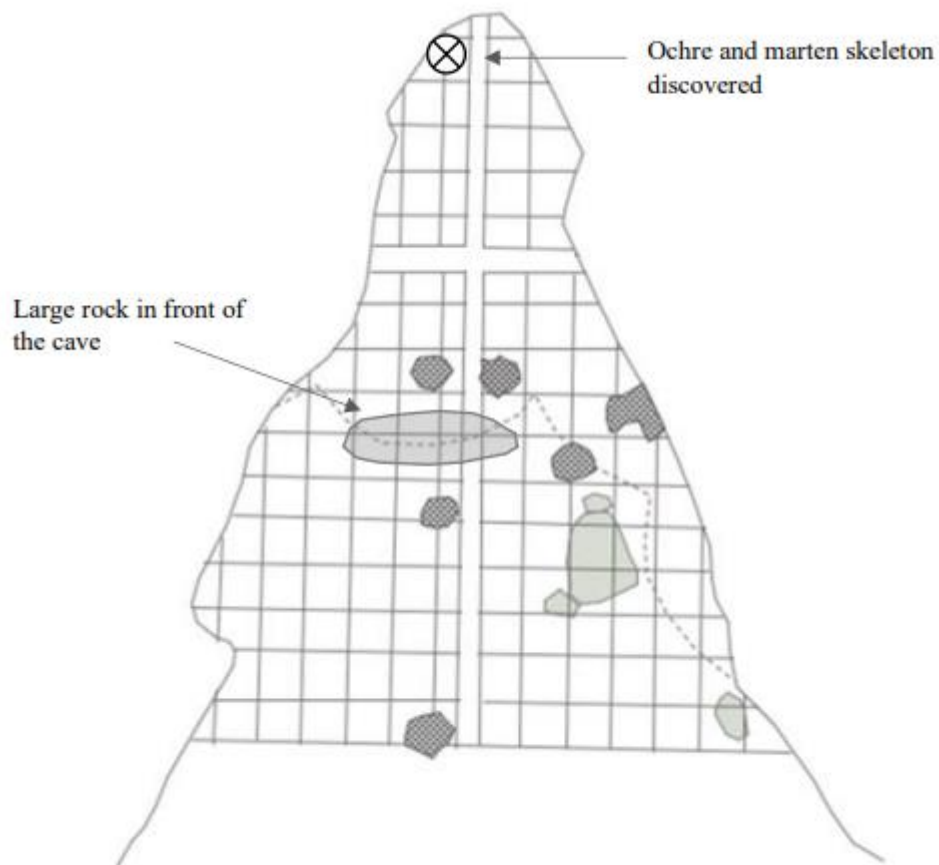 Ochre and marten skeleton
discovered
Large rock in front of
the cave